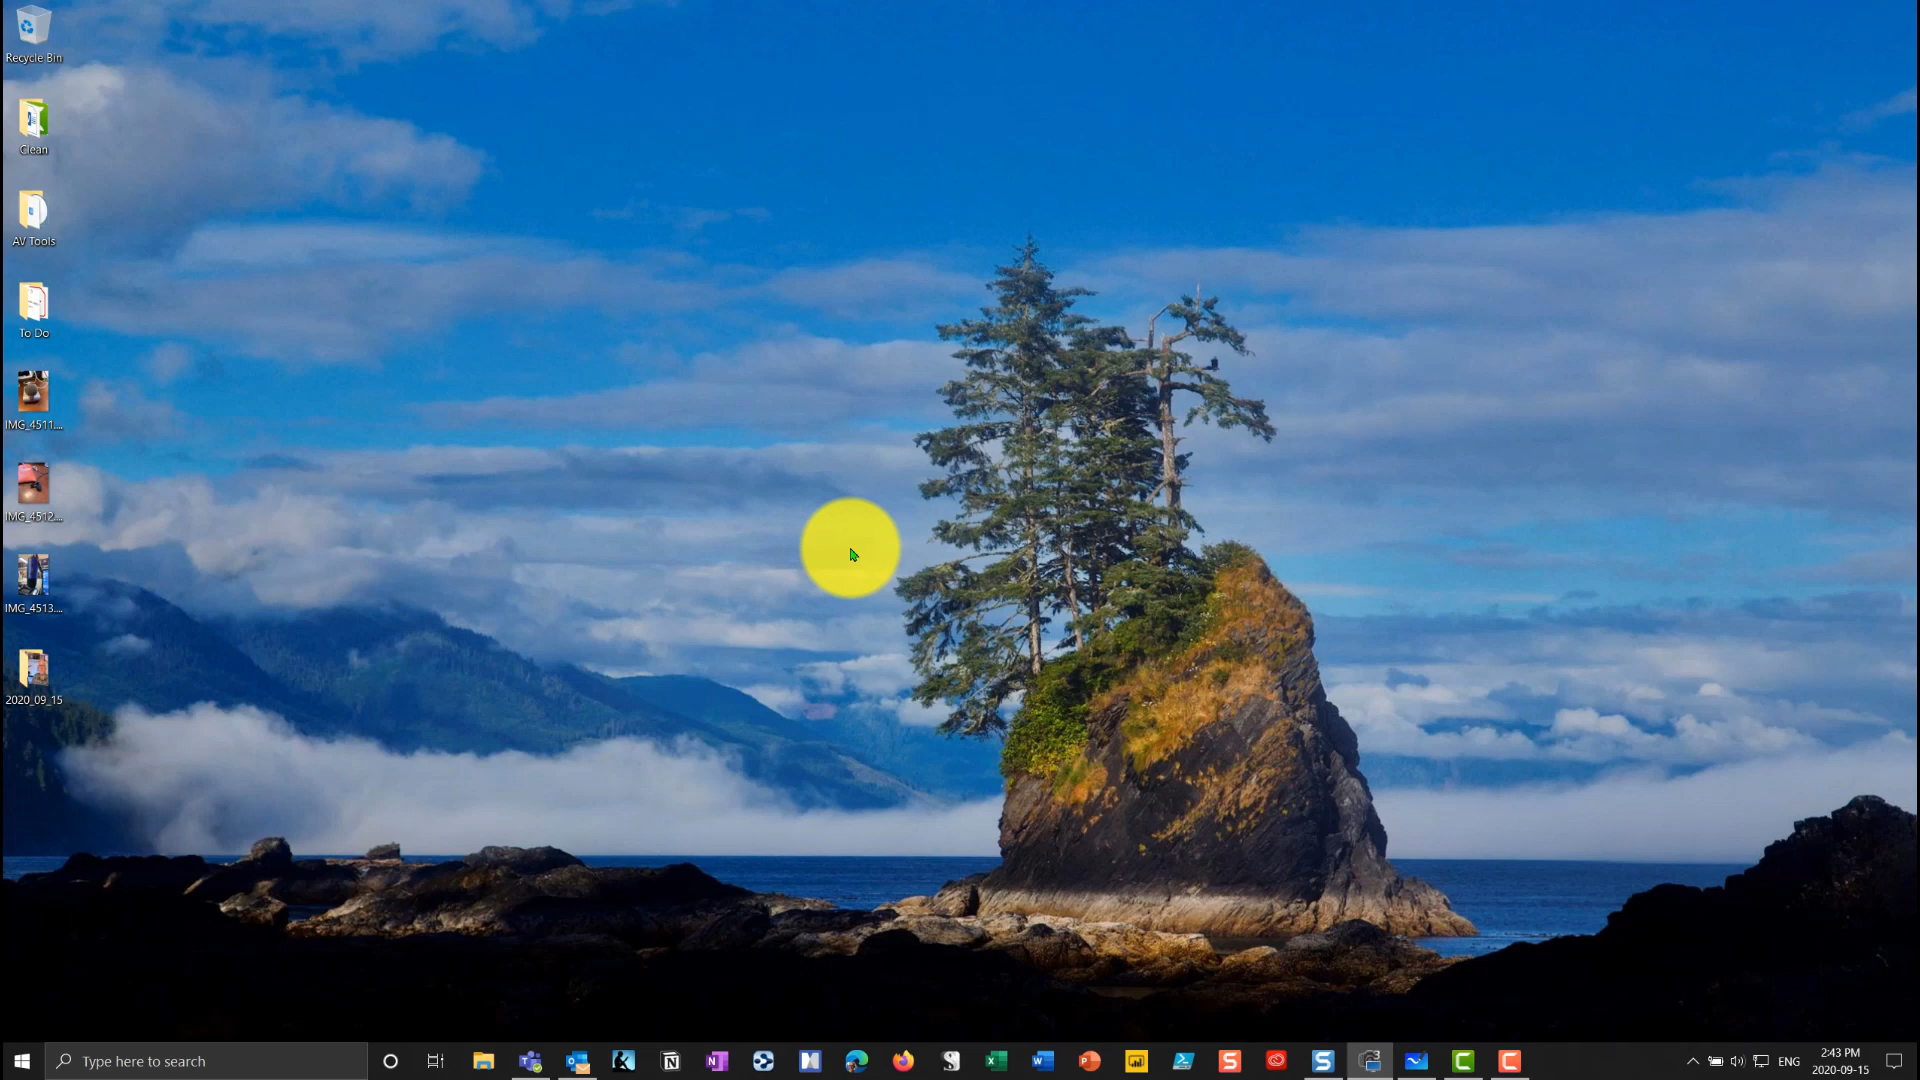 Recycle Bin
Clean
AV Tools
To Do
IMG_4511....
IMG_4512....
IMG_4513....
2020_09_15
Type here to search
ENG
2:43 PM
2020-09-15